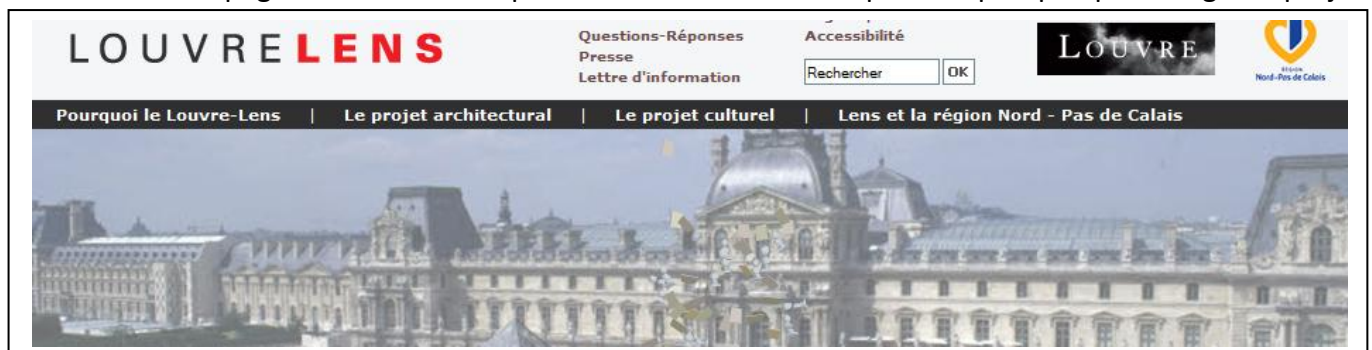 LOUVRELENS
Questions-Réponses
Presse
Lettre d'information
Accessibilité
Rechercher OK
LOUVRE
RÉGION
Nord-Pas de Calais
Pourquoi le Louvre-Lens | Le projet architectural | Le projet culturel | Lens et la région Nord - Pas de Calais